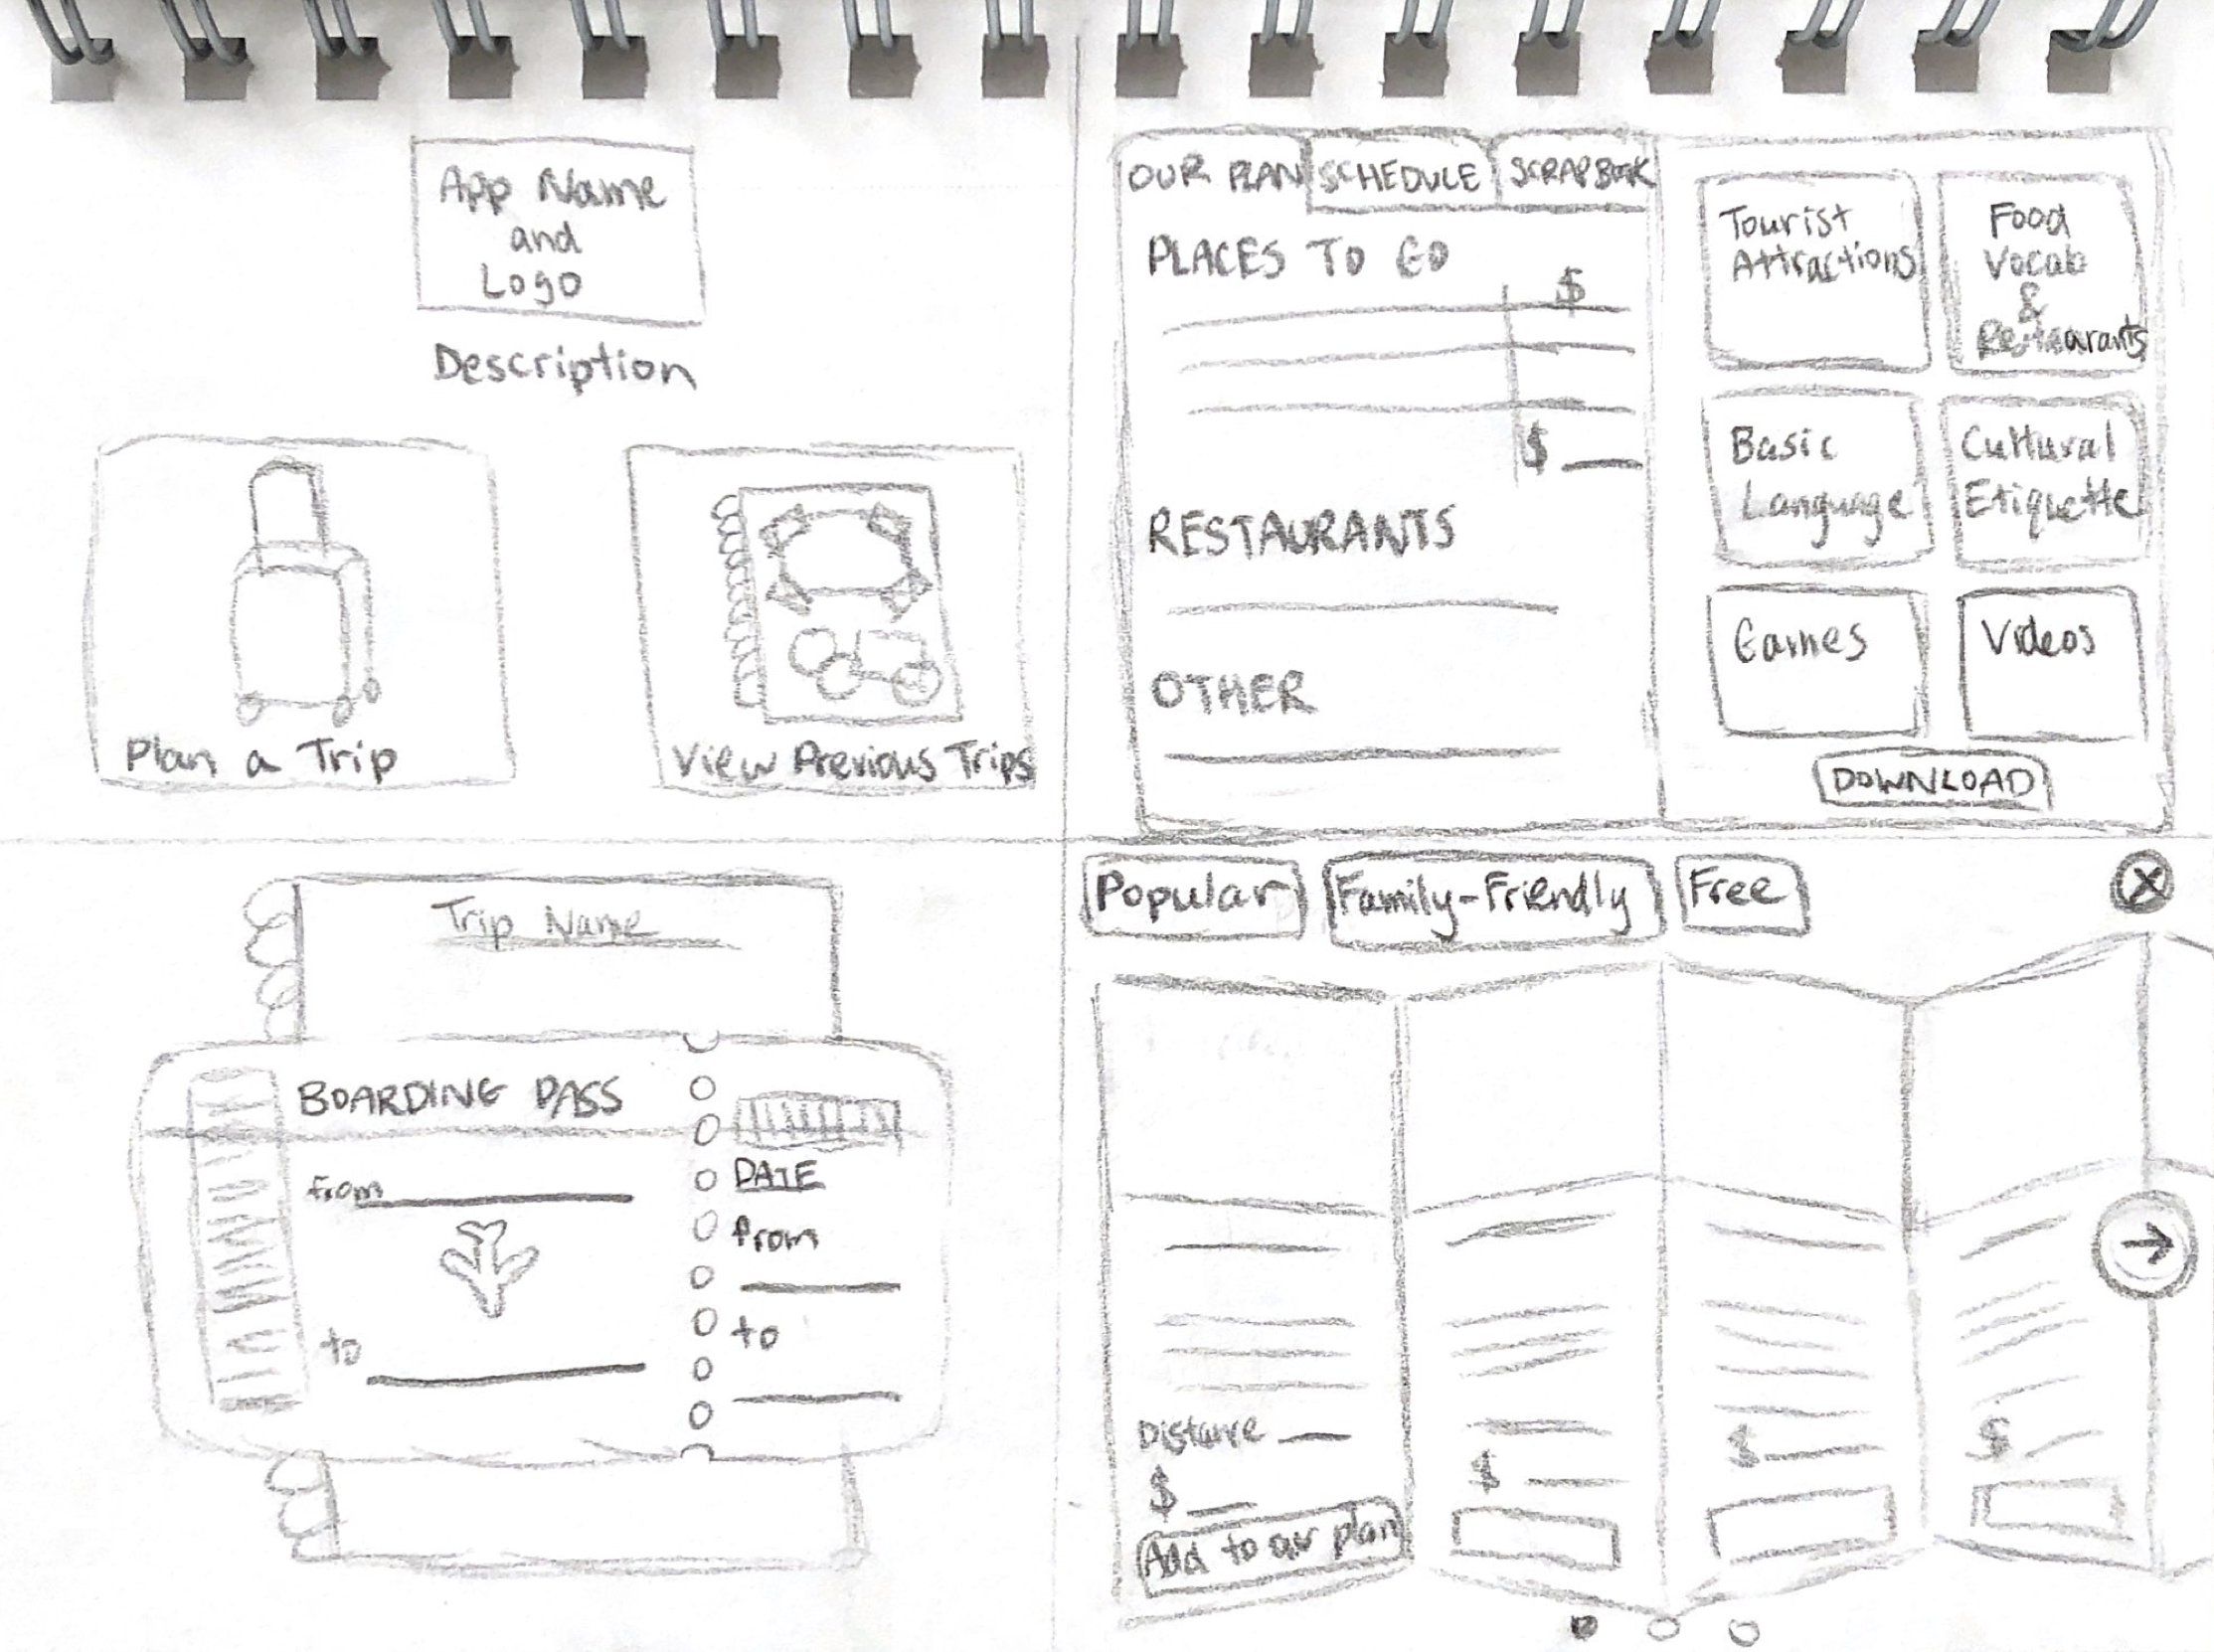 App Name
and
Logo
Description
Plan a Trip
View Previous Trips
OUR PLAN
SCHEDULE
SCRAPBOOK
PLACES TO GO
$
$
RESTAURANTS
OTHER
Tourist
Attractions
Food
Vocab
&
Restaurants
Basic
Language
Cultural
Etiquette
Games
Videos
DOWNLOAD
Trip Name
BOARDING PASS
from
to
DATE
from
to
Popular
Family-Friendly
Free
X
Distance
$
Add to our plan
$
$
$